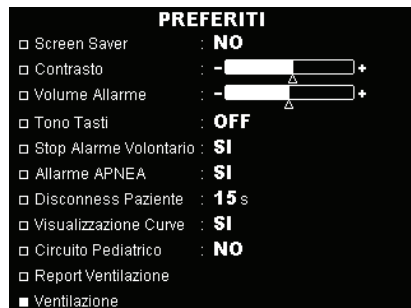 PREFERITI
Screen Saver : NO
Contrasto : - +
Volume Allarme : - +
Tono Tasti : OFF
Stop Alarme Volontario : SI
Allarme APNEA : SI
Disconness Paziente : 15 s
Visualizzazione Curve : SI
Circuito Pediatrico : NO
Report Ventilazione
Ventilazione